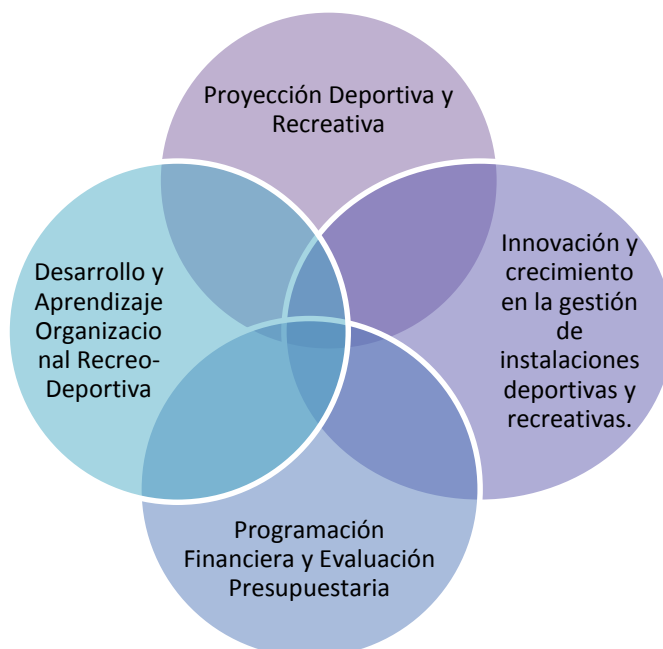 Proyección Deportiva y
Recreativa
Desarrollo y
Aprendizaje
Organizacio
nal Recreo-
Deportiva
Innovación y
crecimiento
en la gestión
de
instalaciones
deportivas y
recreativas.
Programación
Financiera y Evaluación
Presupuestaria